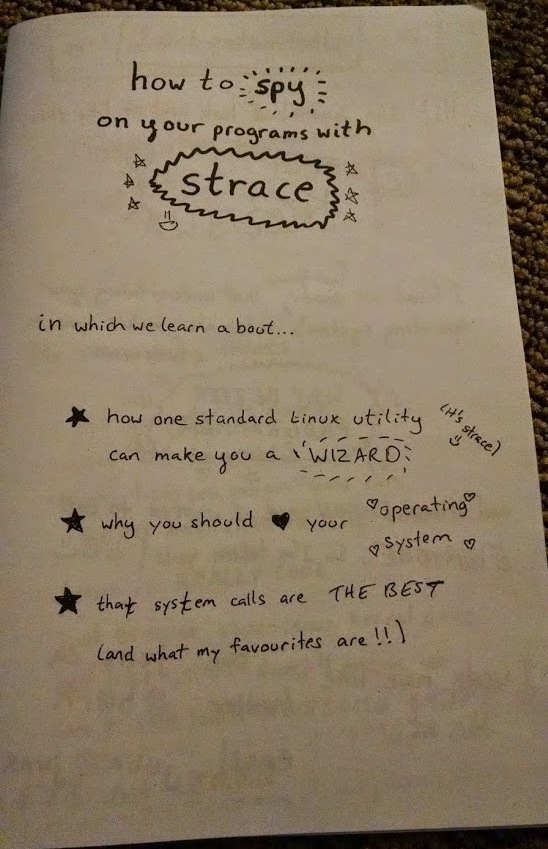 how to spy
on your programs with
strace
in which we learn about...
how one standard Linux utility
(it's strace)
can make you a WIZARD
why you should ♥ your operating
system
that system calls are THE BEST
(and what my favourites are!!)